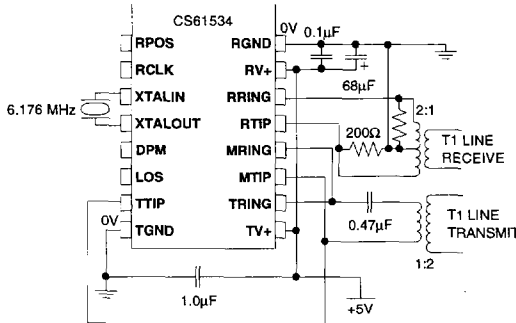 CS61534
0V
0.1µF
RPOS
RGND
RCLK
RV+
+
68µF
XTALIN
RRING
6.176 MHz
2:1
XTALOUT
RTIP
200Ω
T1 LINE
RECEIVE
DPM
MRING
LOS
MTIP
TTIP
TRING
0V
0.47µF
T1 LINE
TRANSMIT
TGND
TV+
1:2
1.0µF
+5V